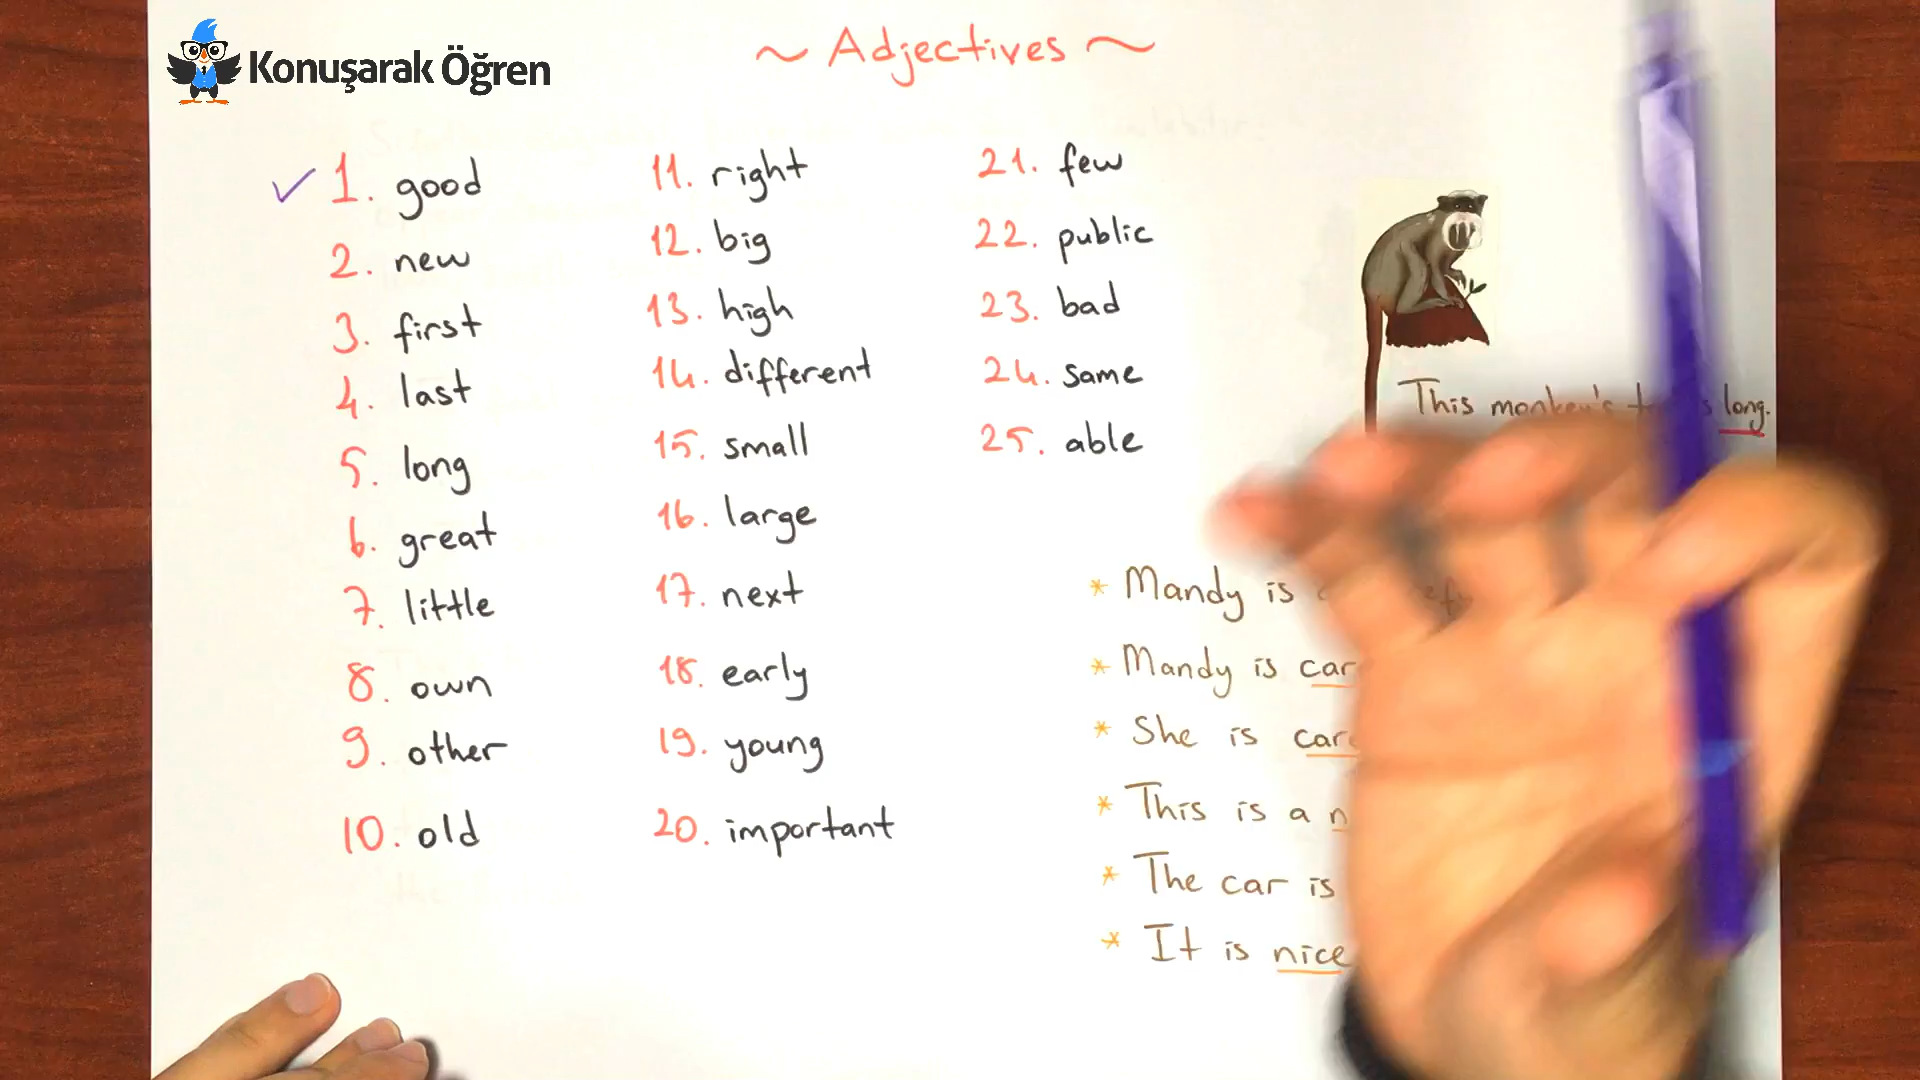 Konuşarak Öğren
~ Adjectives ~
✓ 1. good
2. new
3. first
4. last
5. long
6. great
7. little
8. own
9. other
10. old
11. right
12. big
13. high
14. different
15. small
16. large
17. next
18. early
19. young
20. important
21. few
22. public
23. bad
24. same
25. able
This monkey's long.
* Mandy is
* Mandy is
* She is
* This is a
* The car is
* It is nice